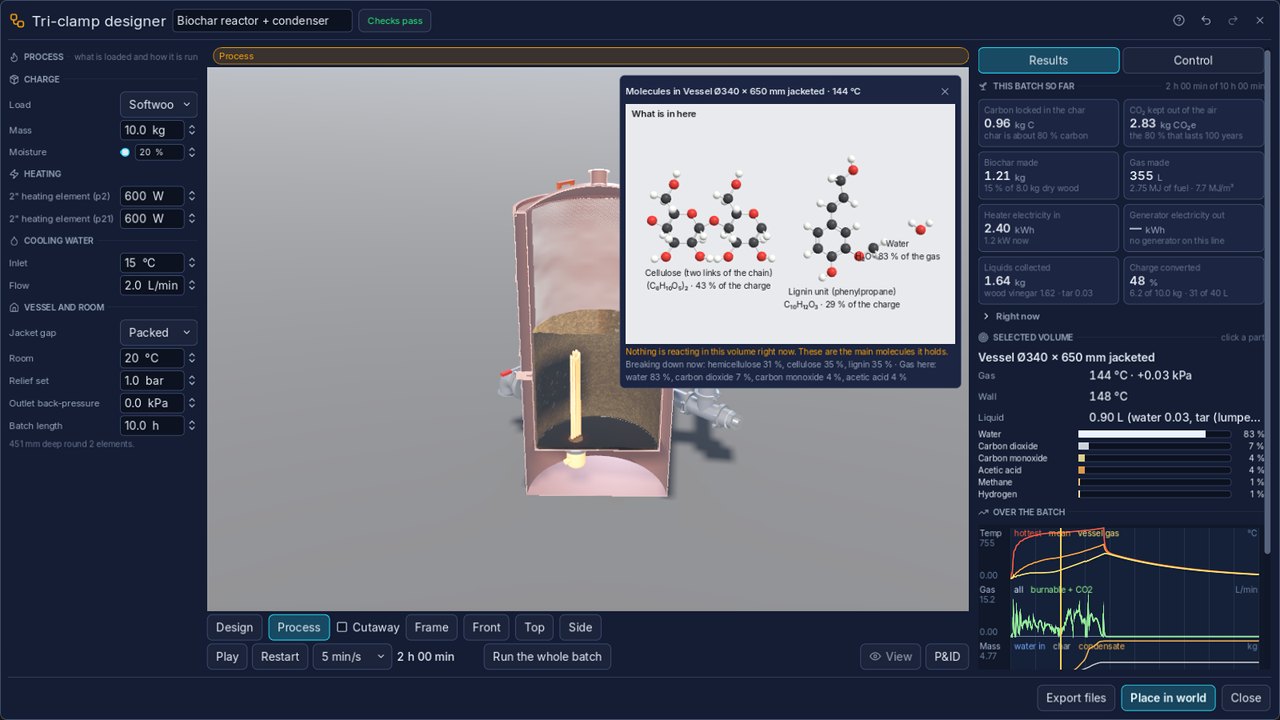 Tri-clamp designer
Biochar reactor + condenser
Checks pass
PROCESS what is loaded and how it is run
CHARGE
Load Softwoo
Mass 10.0 kg
Moisture 20 %
HEATING
2" heating element (p2) 600 W
2" heating element (p21) 600 W
COOLING WATER
Inlet 15 °C
Flow 2.0 L/min
VESSEL AND ROOM
Jacket gap Packed
Room 20 °C
Relief set 1.0 bar
Outlet back-pressure 0.0 kPa
Batch length 10.0 h
451 mm deep round 2 elements.
Process
Molecules in Vessel Ø340 × 650 mm jacketed · 144 °C
What is in here
Water
H₂O · 83 % of the gas
Cellulose (two links of the chain)
(C₆H₁₀O₅)₂ · 43 % of the charge
Lignin unit (phenylpropane)
C₁₀H₁₂O₃ · 29 % of the charge
Nothing is reacting in this volume right now. These are the main molecules it holds.
Breaking down now: hemicellulose 31 %, cellulose 35 %, lignin 35 % · Gas here:
water 83 %, carbon dioxide 7 %, carbon monoxide 4 %, acetic acid 4 %
Design
Process
Cutaway
Frame
Front
Top
Side
Play
Restart
5 min/s
2 h 00 min
Run the whole batch
View
P&ID
Results
Control
THIS BATCH SO FAR 2 h 00 min of 10 h 00 min
Carbon locked in the char
0.96 kg C
char is about 80 % carbon
CO₂ kept out of the air
2.83 kg CO₂e
the 80 % that lasts 100 years
Biochar made
1.21 kg
15 % of 8.0 kg dry wood
Gas made
355 L
2.75 MJ of fuel · 7.7 MJ/m³
Heater electricity in
2.40 kWh
1.2 kW now
Generator electricity out
— kWh
no generator on this line
Liquids collected
1.64 kg
wood vinegar 1.62 · tar 0.03
Charge converted
48 %
6.2 of 10.0 kg · 31 of 40 L
Right now
SELECTED VOLUME click a part
Vessel Ø340 × 650 mm jacketed
Gas 144 °C · +0.03 kPa
Wall 148 °C
Liquid 0.90 L (water 0.03, tar (lumpe...
Water 83 %
Carbon dioxide 7 %
Carbon monoxide 4 %
Acetic acid 4 %
Methane 1 %
Hydrogen 1 %
OVER THE BATCH
Temp hottest mean vessel gas °C
755
0.00
Gas all burnable + CO2 L/min
15.2
0.00
Mass water in char condensate kg
4.77
Export files
Place in world
Close